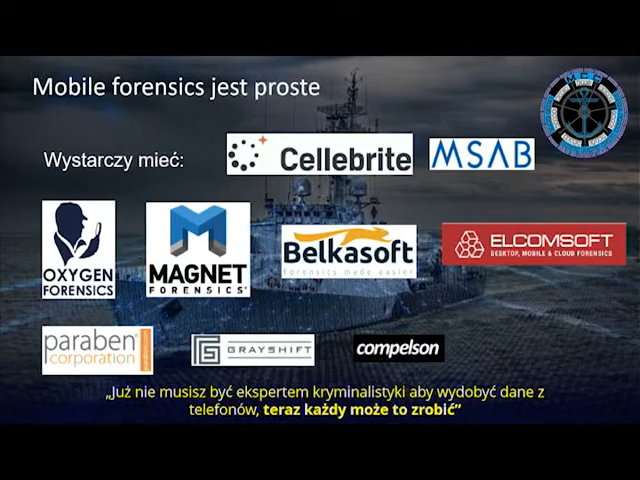 Mobile forensics jest proste
MCC
Wystarczy mieć:
Cellebrite
MSAB
OXYGEN
FORENSICS
MAGNET
FORENSICS
Belkasoft
forensics made easier
ELCOMSOFT
DESKTOP, MOBILE & CLOUD FORENSICS
paraben
corporation
GRAYSHIFT
compelson
„Już nie musisz być ekspertem kryminalistyki aby wydobyć dane z
telefonów, teraz każdy może to zrobić”